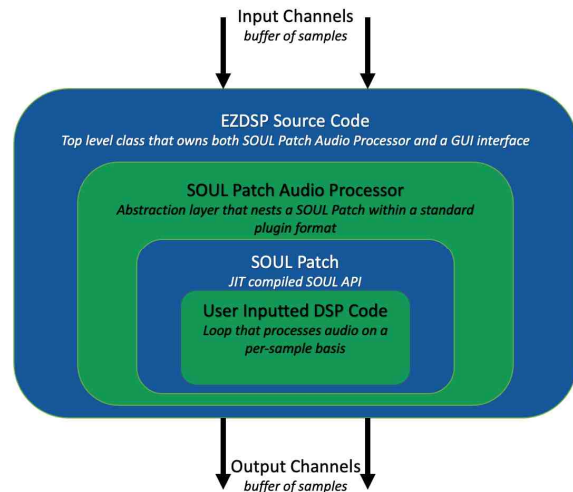 Input Channels
buffer of samples
EZDSP Source Code
Top level class that owns both SOUL Patch Audio Processor and a GUI interface
SOUL Patch Audio Processor
Abstraction layer that nests a SOUL Patch within a standard
plugin format
SOUL Patch
JIT compiled SOUL API
User Inputted DSP Code
Loop that processes audio on a
per-sample basis
Output Channels
buffer of samples